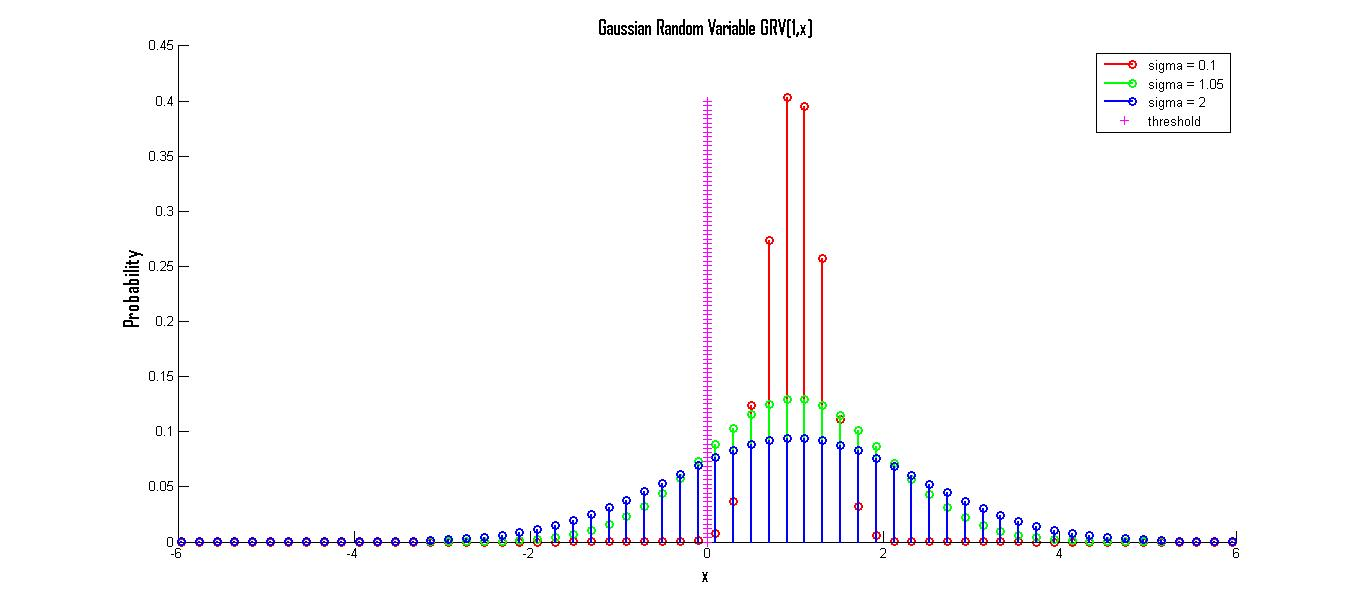 Gaussian Random Variable GRV(1,x)
0.45
0.4
0.35
0.3
0.25
0.2
0.15
0.1
0.05
0
Probability
sigma = 0.1
sigma = 1.05
sigma = 2
threshold
-6
-4
-2
0
2
4
6
x